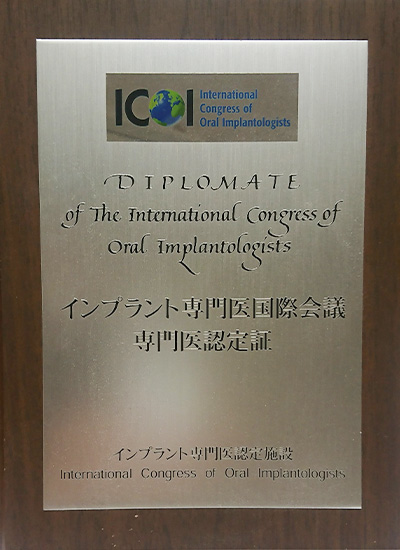 ICOI
International
Congress of
Oral Implantologists
DIPLOMATE
of The International Congress of
Oral Implantologists
インプラント専門医国際会議
専門医認定証
インプラント専門医認定施設
International Congress of Oral Implantologists